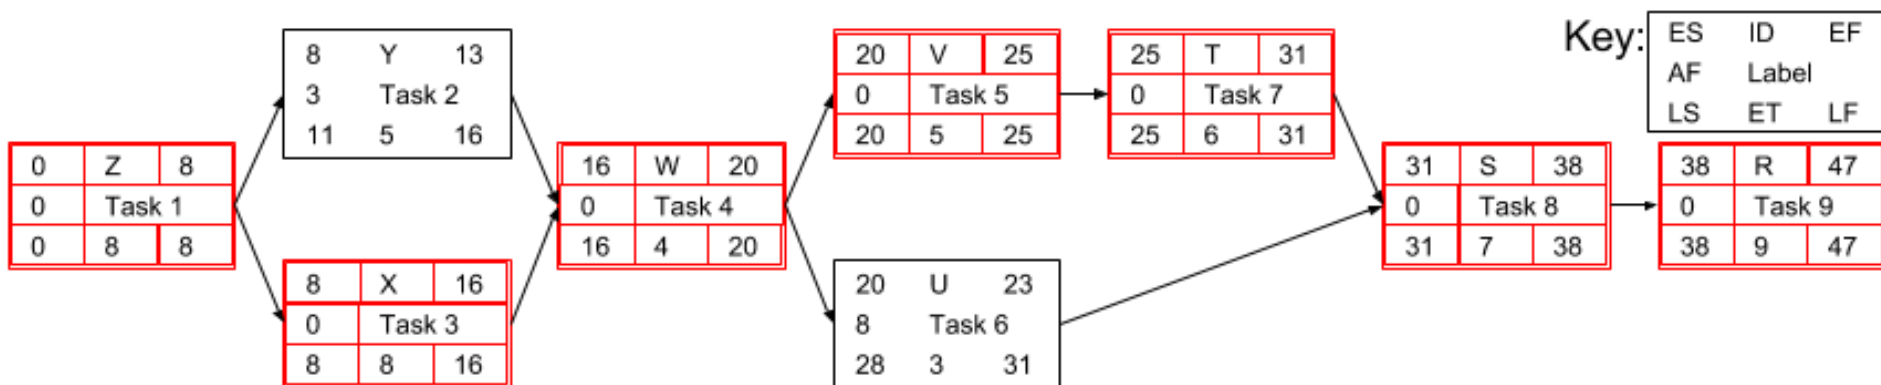 Key:
ES ID EF
AF Label
LS ET LF
0 Z 8
0 Task 1
0 8 8
8 Y 13
3 Task 2
11 5 16
8 X 16
0 Task 3
8 8 16
16 W 20
0 Task 4
16 4 20
20 V 25
0 Task 5
20 5 25
20 U 23
8 Task 6
28 3 31
25 T 31
0 Task 7
25 6 31
31 S 38
0 Task 8
31 7 38
38 R 47
0 Task 9
38 9 47